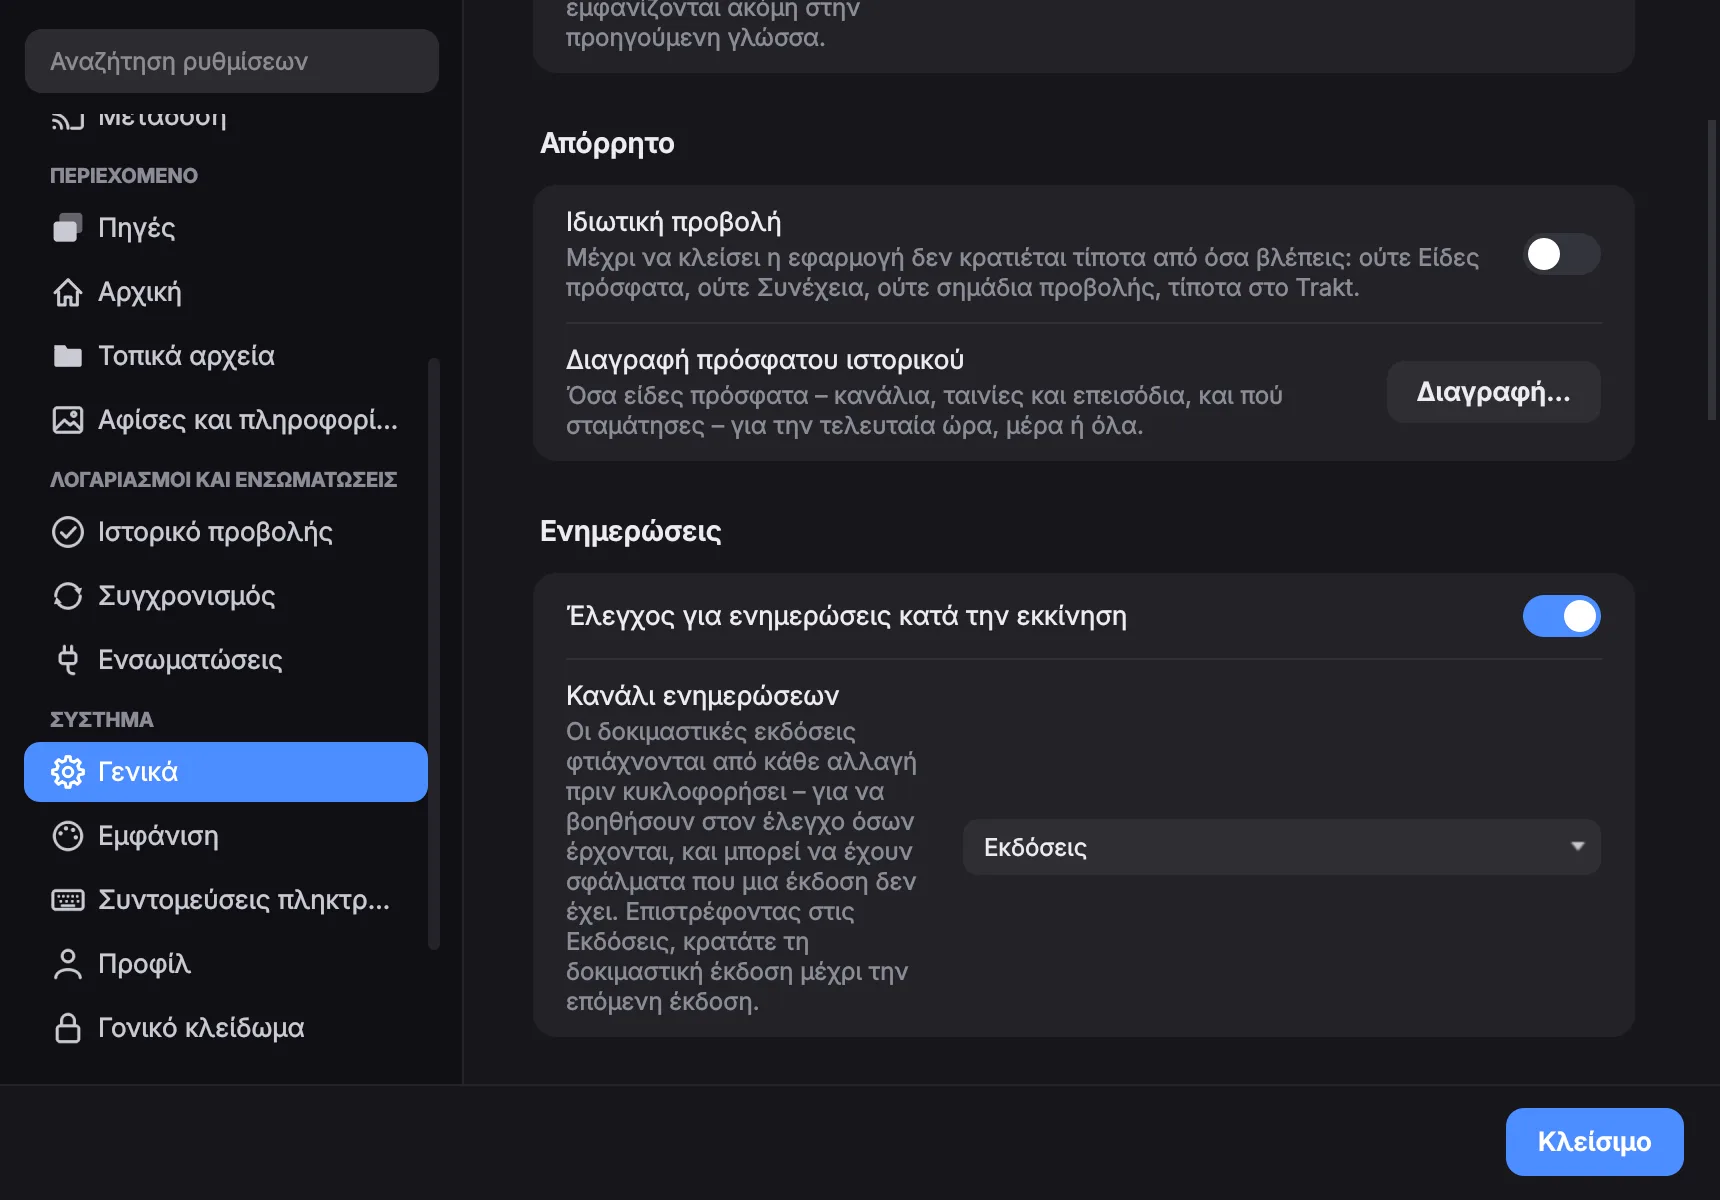 Αναζήτηση ρυθμίσεων
Μετάδοση
ΠΕΡΙΕΧΟΜΕΝΟ
Πηγές
Αρχική
Τοπικά αρχεία
Αφίσες και πληροφορί...
ΛΟΓΑΡΙΑΣΜΟΙ ΚΑΙ ΕΝΣΩΜΑΤΩΣΕΙΣ
Ιστορικό προβολής
Συγχρονισμός
Ενσωματώσεις
ΣΥΣΤΗΜΑ
Γενικά
Εμφάνιση
Συντομεύσεις πληκτρ...
Προφίλ
Γονικό κλείδωμα
εμφανίζονται ακόμη στην
προηγούμενη γλώσσα.
Απόρρητο
Ιδιωτική προβολή
Μέχρι να κλείσει η εφαρμογή δεν κρατιέται τίποτα από όσα βλέπεις: ούτε Είδες
πρόσφατα, ούτε Συνέχεια, ούτε σημάδια προβολής, τίποτα στο Trakt.
Διαγραφή πρόσφατου ιστορικού
Όσα είδες πρόσφατα – κανάλια, ταινίες και επεισόδια, και πού
σταμάτησες – για την τελευταία ώρα, μέρα ή όλα.
Διαγραφή...
Ενημερώσεις
Έλεγχος για ενημερώσεις κατά την εκκίνηση
Κανάλι ενημερώσεων
Οι δοκιμαστικές εκδόσεις
φτιάχνονται από κάθε αλλαγή
πριν κυκλοφορήσει – για να
βοηθήσουν στον έλεγχο όσων
έρχονται, και μπορεί να έχουν
σφάλματα που μια έκδοση δεν
έχει. Επιστρέφοντας στις
Εκδόσεις, κρατάτε τη
δοκιμαστική έκδοση μέχρι την
επόμενη έκδοση.
Εκδόσεις
Κλείσιμο